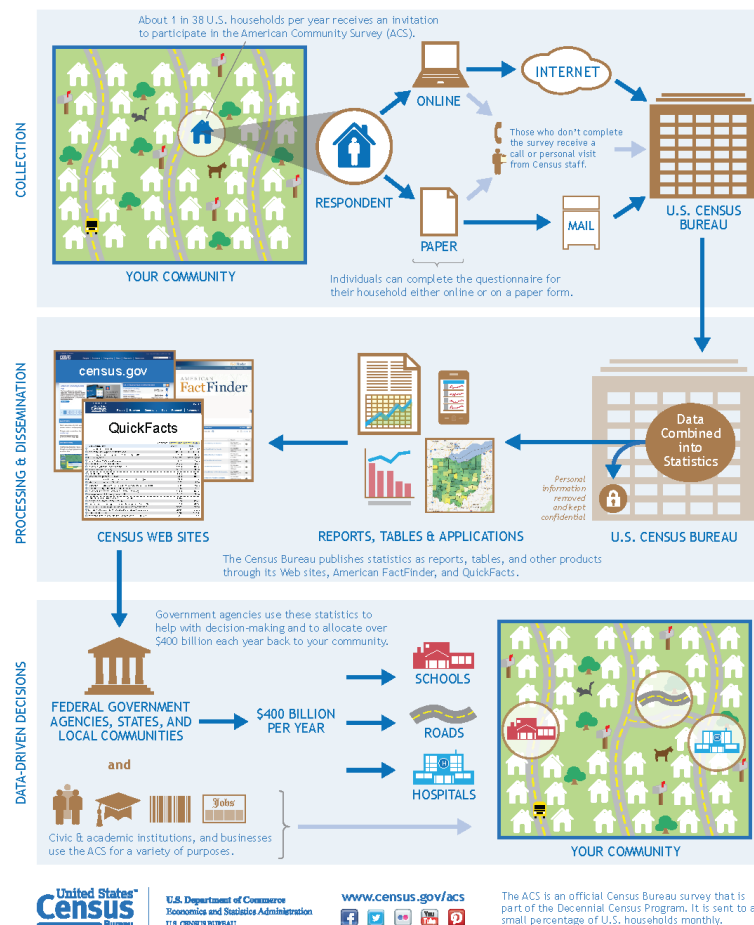 About 1 in 38 U.S. households per year receives an invitation
to participate in the American Community Survey (ACS).
COLLECTION
YOUR COMMUNITY
RESPONDENT
ONLINE
INTERNET
Those who don't complete
the survey receive a
call or personal visit
from Census staff.
PAPER
MAIL
U.S. CENSUS
BUREAU
Individuals can complete the questionnaire for
their household either online or on a paper form.
PROCESSING & DISSEMINATION
census.gov
AMERICAN
FactFinder
QuickFacts
CENSUS WEB SITES
REPORTS, TABLES & APPLICATIONS
Data
Combined
into
Statistics
Personal
information
removed
and kept
confidential
U.S. CENSUS BUREAU
The Census Bureau publishes statistics as reports, tables, and other products
through its Web sites, American FactFinder, and QuickFacts.
DATA-DRIVEN DECISIONS
Government agencies use these statistics to
help with decision-making and to allocate over
$400 billion each year back to your community.
FEDERAL GOVERNMENT
AGENCIES, STATES, AND
LOCAL COMMUNITIES
$400 BILLION
PER YEAR
SCHOOLS
ROADS
H
HOSPITALS
and
Jobs
Civic & academic institutions, and businesses
use the ACS for a variety of purposes.
H
YOUR COMMUNITY
United States™
Census
Bureau
U.S. Department of Commerce
Economics and Statistics Administration
U.S. CENSUS BUREAU
www.census.gov/acs
You
The ACS is an official Census Bureau survey that is
part of the Decennial Census Program. It is sent to a
small percentage of U.S. households monthly.